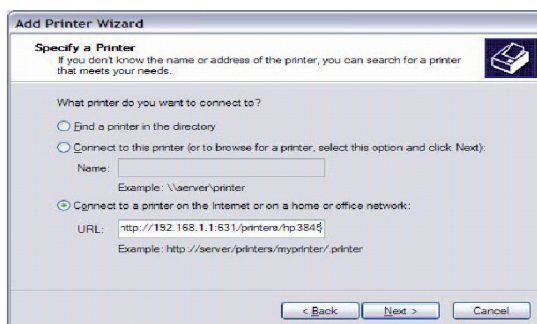 Add Printer Wizard
Specify a Printer
If you don't know the name or address of the printer, you can search for a printer
that meets your needs.
What printer do you want to connect to?
Find a printer in the directory
Connect to this printer (or to browse for a printer, select this option and click Next):
Name:
Example: \\server\printer
Connect to a printer on the Internet or on a home or office network:
URL: http://192.168.1.1:631/printers/hp3845
Example: http://server/printers/myprinter/.printer
< Back Next > Cancel